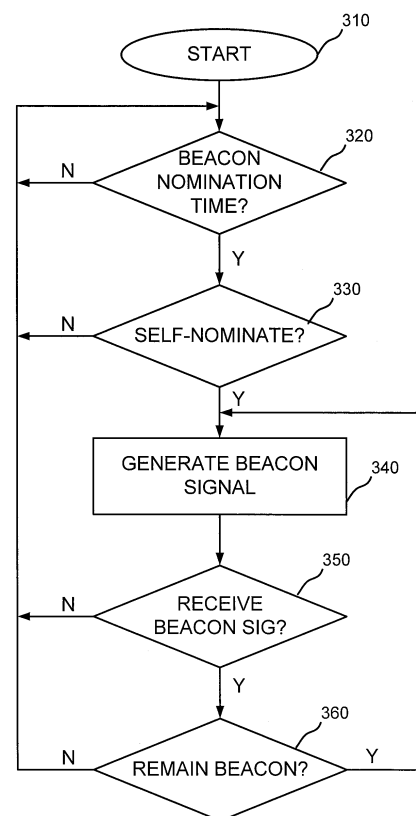 310
START
320
BEACON
NOMINATION
TIME?
N
Y
330
SELF-NOMINATE?
N
Y
GENERATE BEACON
SIGNAL
340
350
RECEIVE
BEACON SIG?
N
Y
360
REMAIN BEACON?
N
Y